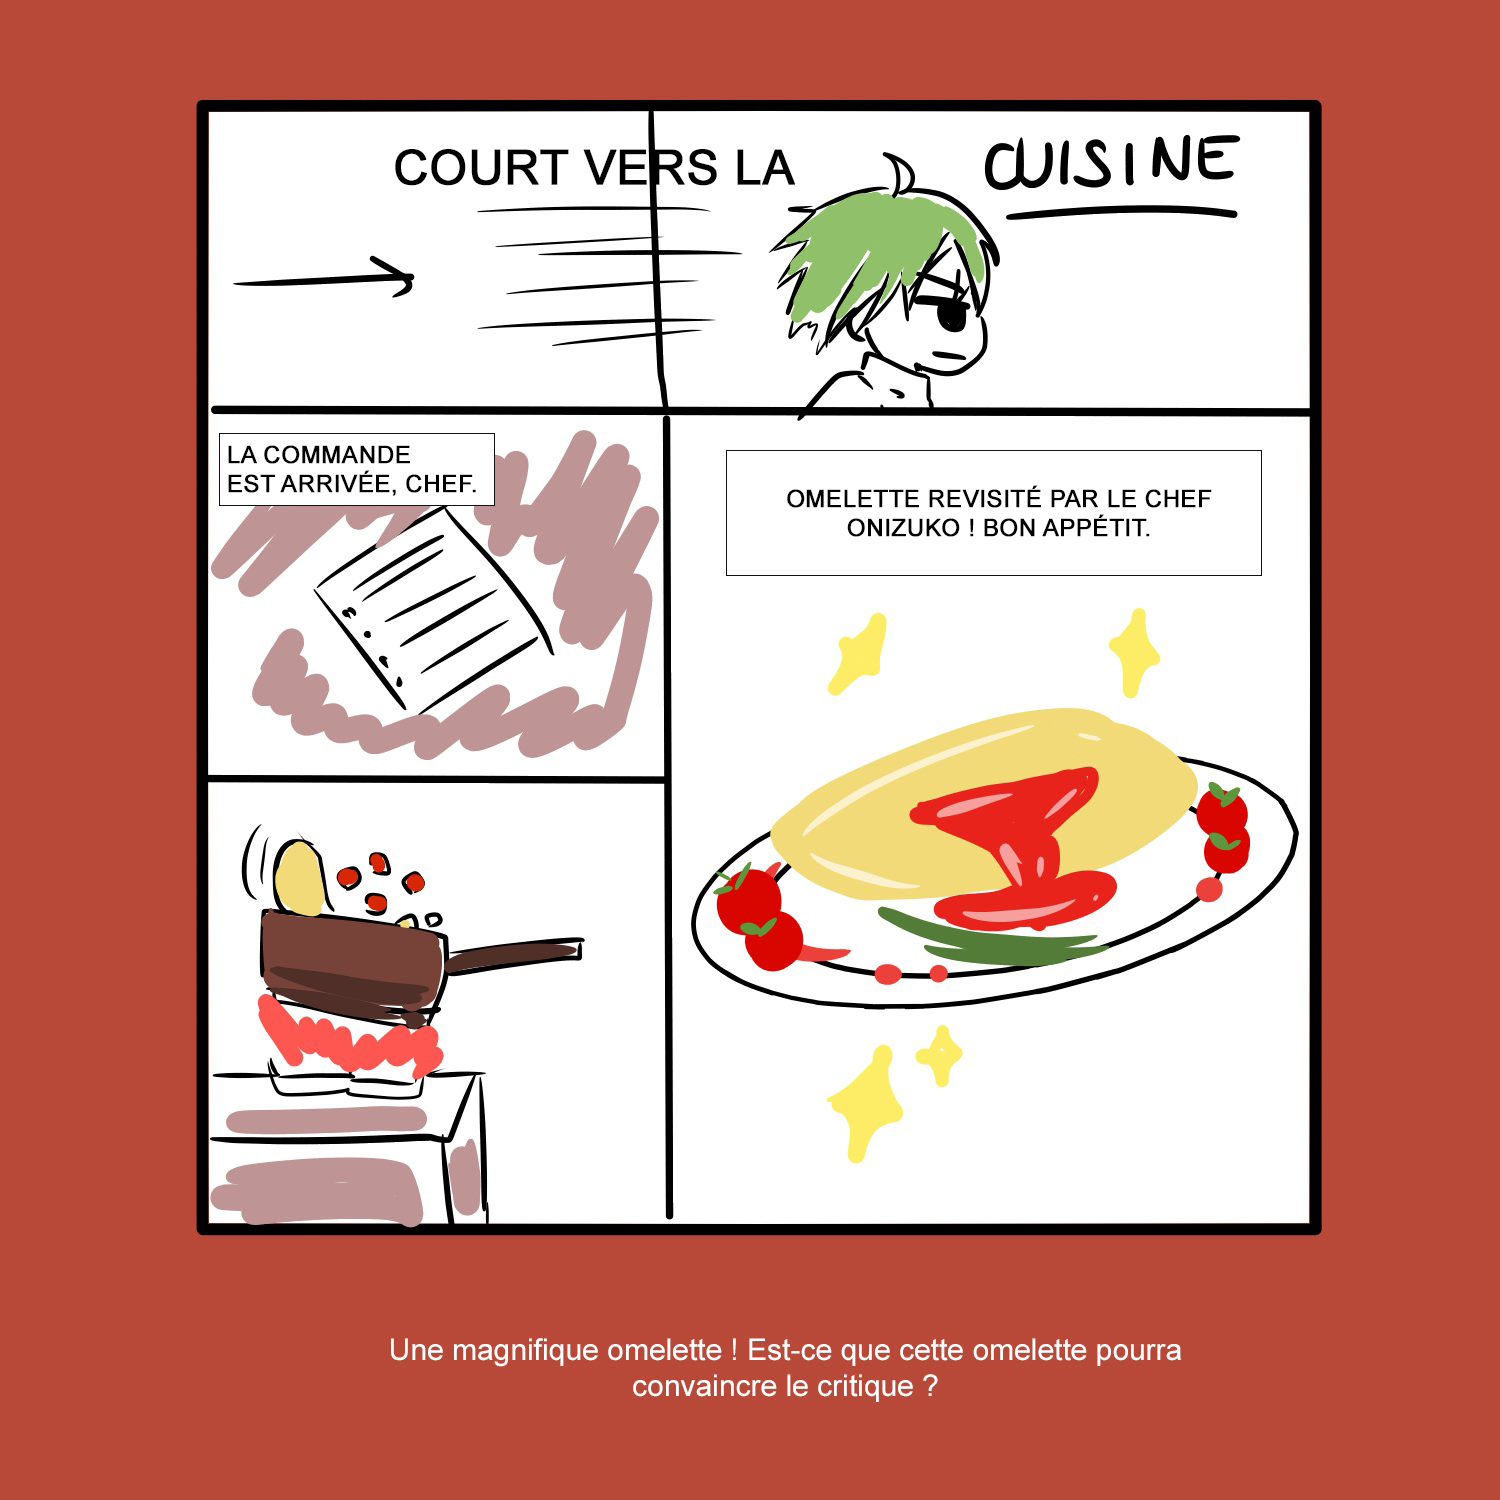 COURT VERS LA CUISINE
LA COMMANDE
EST ARRIVÉE, CHEF.
OMELETTE REVISITÉ PAR LE CHEF
ONIZUKO ! BON APPÉTIT.
Une magnifique omelette ! Est-ce que cette omelette pourra
convaincre le critique ?